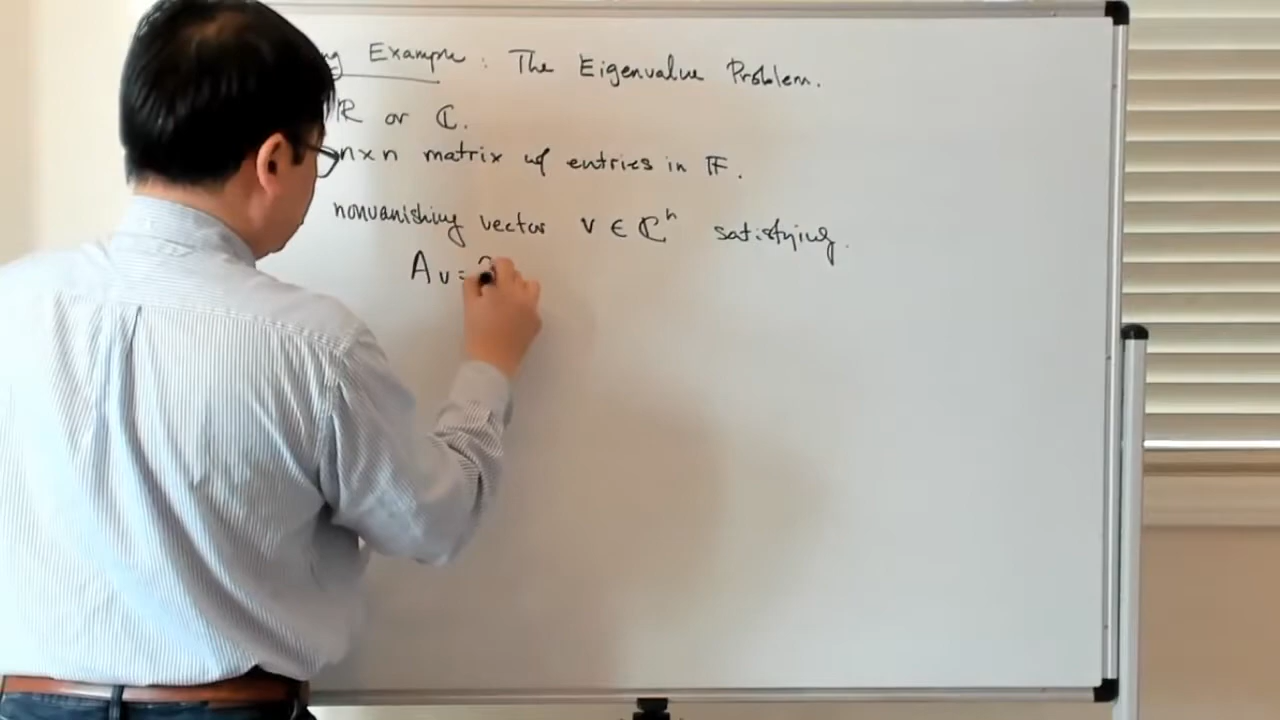 Example: The Eigenvalue Problem.
ℝ or ℂ.
n×n matrix w/ entries in 𝔽.
nonvanishing vector v ∈ ℂⁿ satisfying.
Av =